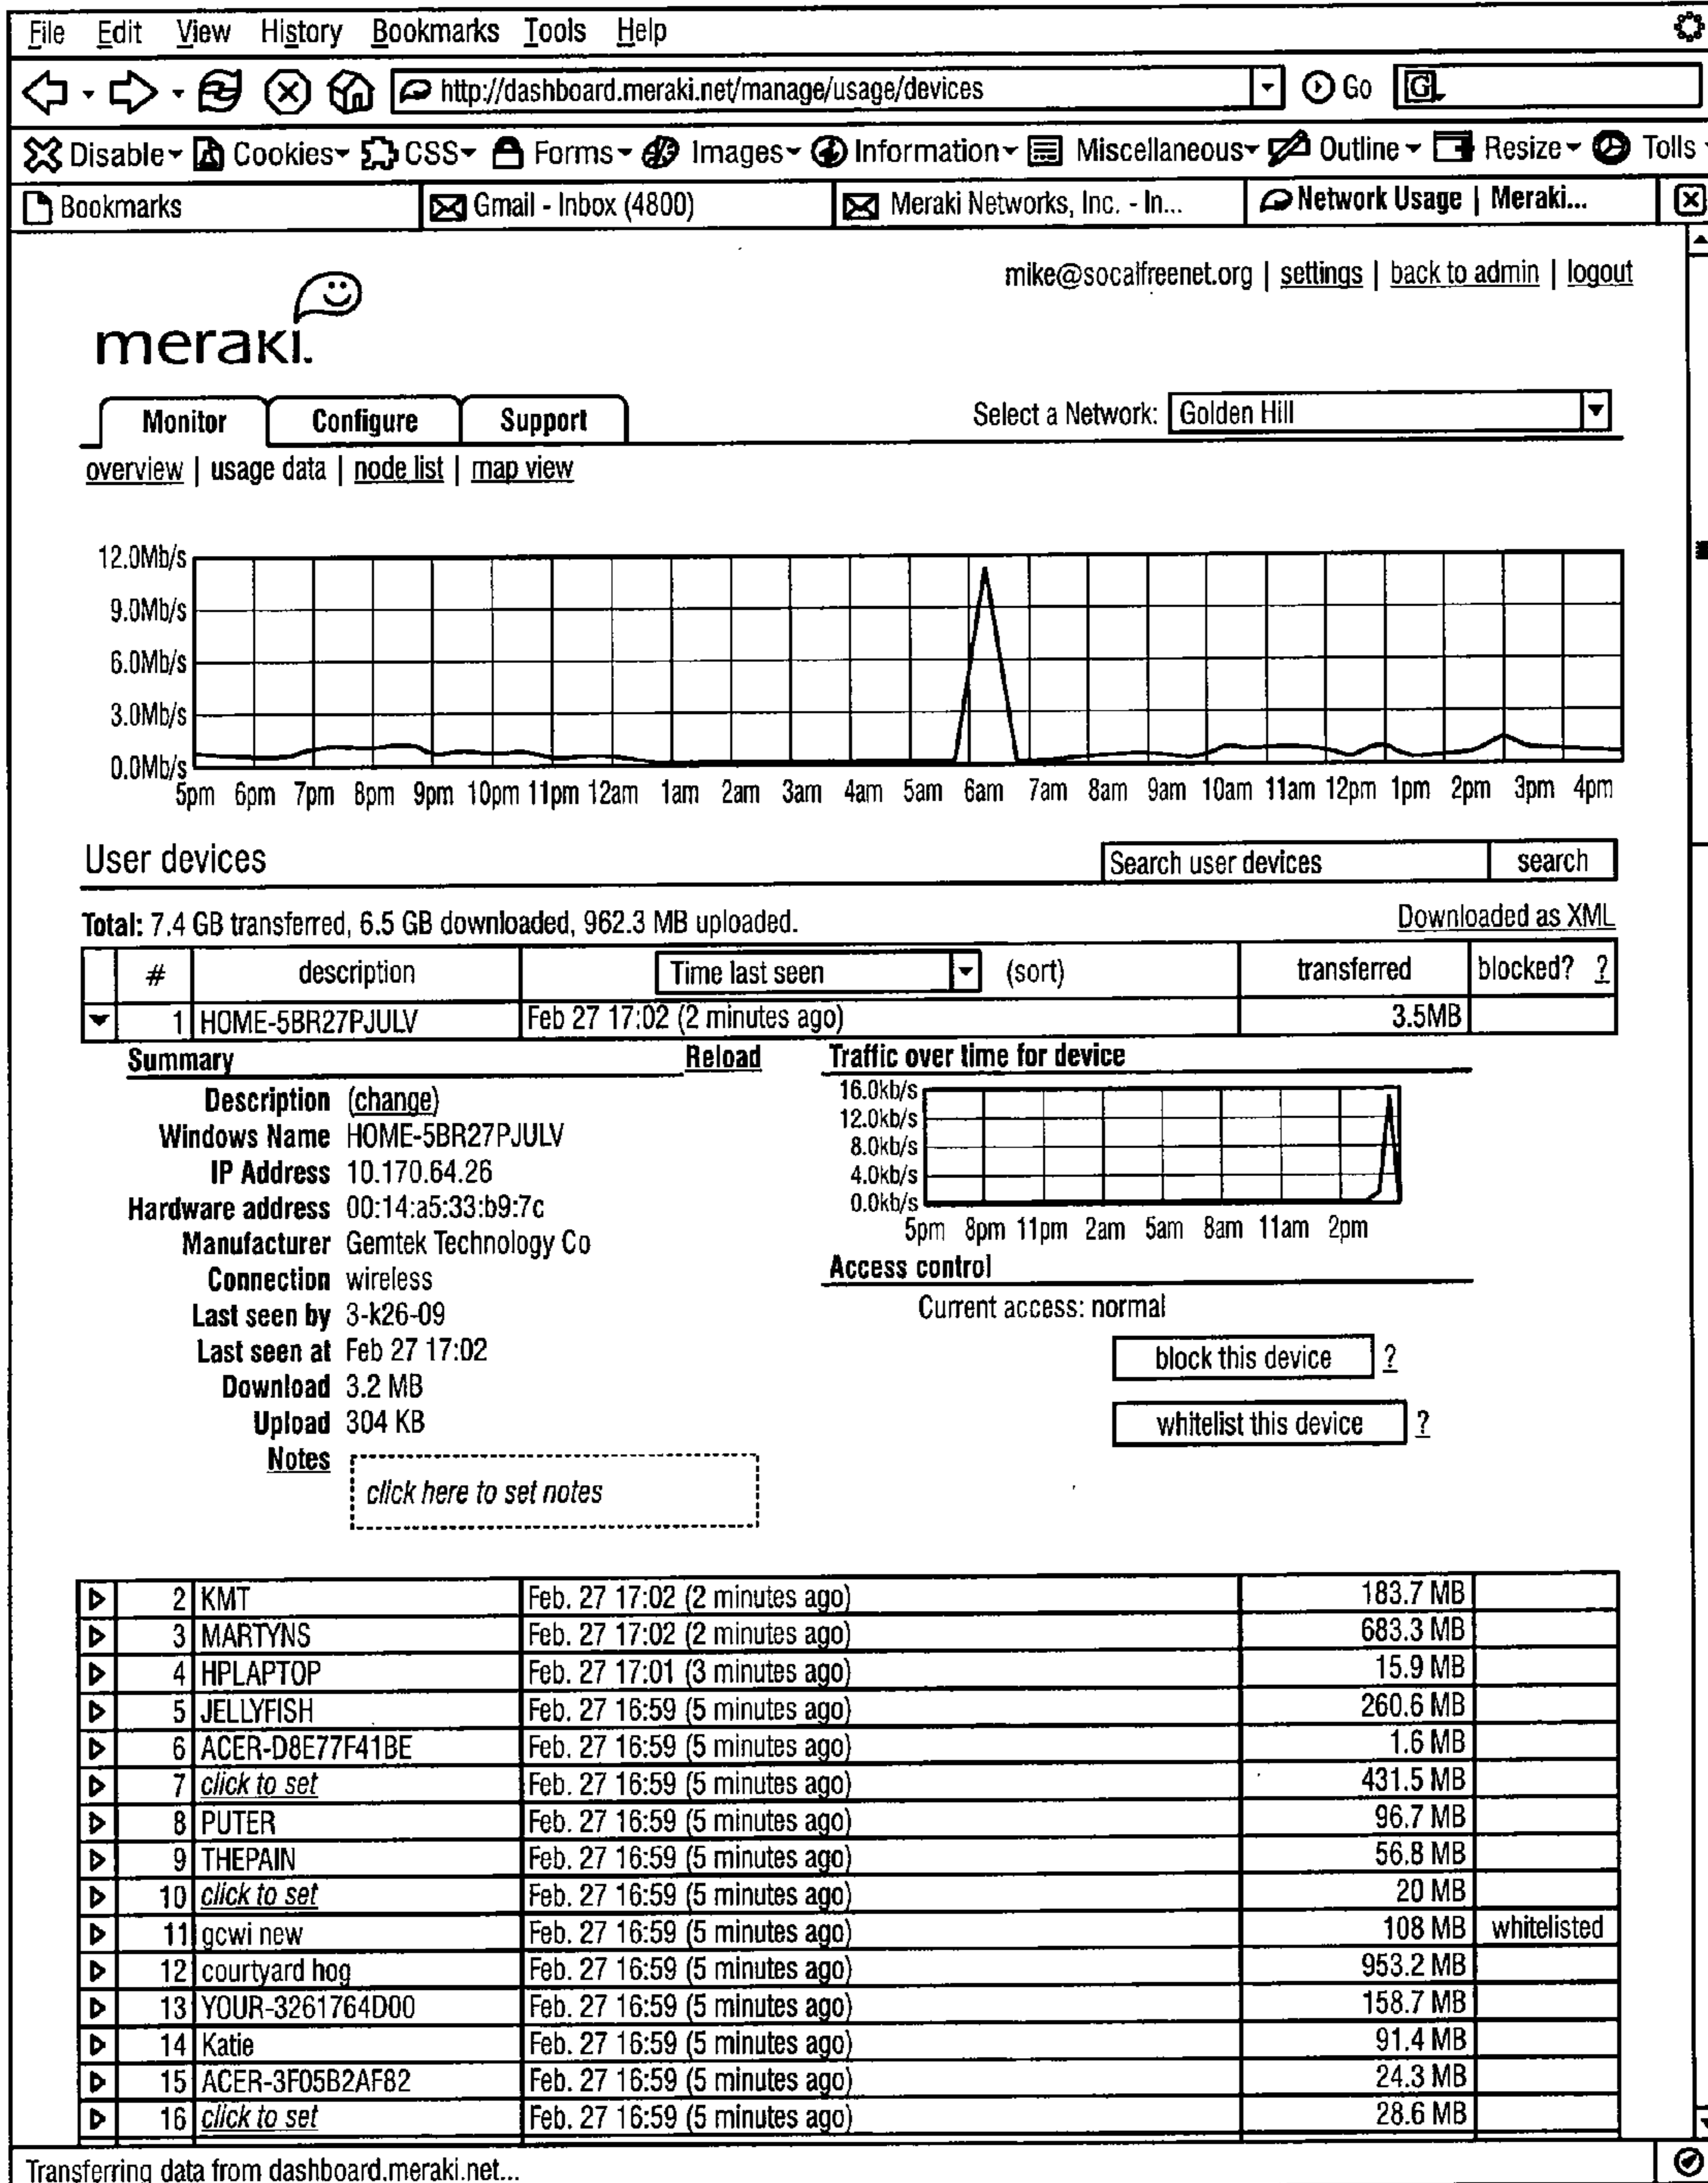 File Edit View History Bookmarks Tools Help
http://dashboard.meraki.net/manage/usage/devices Go G
Disable Cookies CSS Forms Images Information Miscellaneous Outline Resize Tolls
Bookmarks Gmail - Inbox (4800) Meraki Networks, Inc. - In... Network Usage | Meraki...
mike@socalfreenet.org | settings | back to admin | logout
meraki.
Monitor Configure Support Select a Network: Golden Hill
overview | usage data | node list | map view
12.0Mb/s
9.0Mb/s
6.0Mb/s
3.0Mb/s
0.0Mb/s
5pm 6pm 7pm 8pm 9pm 10pm 11pm 12am 1am 2am 3am 4am 5am 6am 7am 8am 9am 10am 11am 12pm 1pm 2pm 3pm 4pm
User devices Search user devices search
Total: 7.4 GB transferred, 6.5 GB downloaded, 962.3 MB uploaded. Downloaded as XML
# description Time last seen (sort) transferred blocked? ?
1 HOME-5BR27PJULV Feb 27 17:02 (2 minutes ago) 3.5MB
Summary Reload
Description (change)
Windows Name HOME-5BR27PJULV
IP Address 10.170.64.26
Hardware address 00:14:a5:33:b9:7c
Manufacturer Gemtek Technology Co
Connection wireless
Last seen by 3-k26-09
Last seen at Feb 27 17:02
Download 3.2 MB
Upload 304 KB
Notes
click here to set notes
Traffic over time for device
16.0kb/s
12.0kb/s
8.0kb/s
4.0kb/s
0.0kb/s
5pm 8pm 11pm 2am 5am 8am 11am 2pm
Access control
Current access: normal
block this device ?
whitelist this device ?
2 KMT Feb. 27 17:02 (2 minutes ago) 183.7 MB
3 MARTYNS Feb. 27 17:02 (2 minutes ago) 683.3 MB
4 HPLAPTOP Feb. 27 17:01 (3 minutes ago) 15.9 MB
5 JELLYFISH Feb. 27 16:59 (5 minutes ago) 260.6 MB
6 ACER-D8E77F41BE Feb. 27 16:59 (5 minutes ago) 1.6 MB
7 click to set Feb. 27 16:59 (5 minutes ago) 431.5 MB
8 PUTER Feb. 27 16:59 (5 minutes ago) 96.7 MB
9 THEPAIN Feb. 27 16:59 (5 minutes ago) 56.8 MB
10 click to set Feb. 27 16:59 (5 minutes ago) 20 MB
11 gcwi new Feb. 27 16:59 (5 minutes ago) 108 MB whitelisted
12 courtyard hog Feb. 27 16:59 (5 minutes ago) 953.2 MB
13 YOUR-3261764D00 Feb. 27 16:59 (5 minutes ago) 158.7 MB
14 Katie Feb. 27 16:59 (5 minutes ago) 91.4 MB
15 ACER-3F05B2AF82 Feb. 27 16:59 (5 minutes ago) 24.3 MB
16 click to set Feb. 27 16:59 (5 minutes ago) 28.6 MB
Transferring data from dashboard.meraki.net...